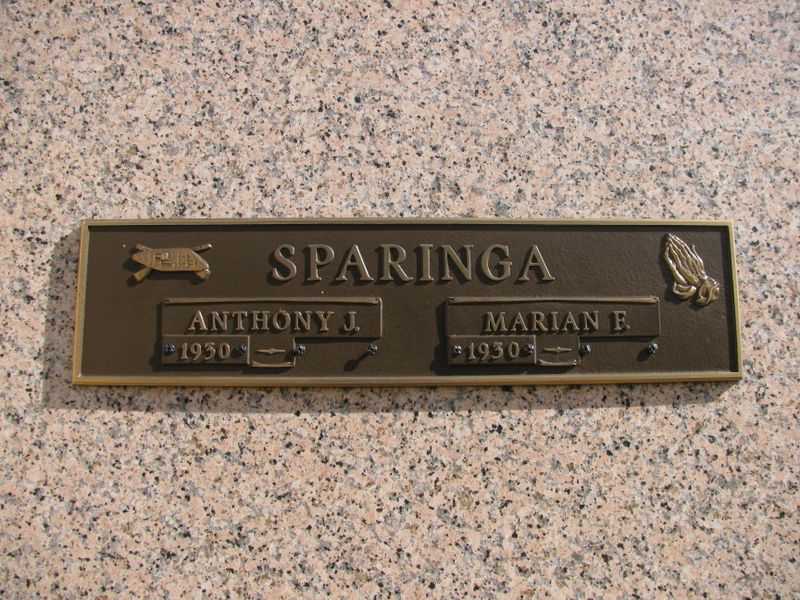 SPARINGA
ANTHONY J.
MARIAN F.
1930
1930